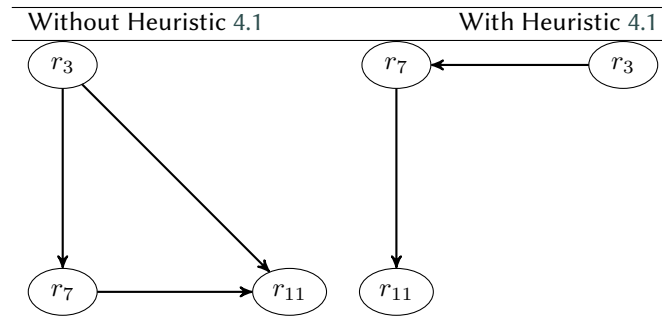 Without Heuristic 4.1 With Heuristic 4.1
r₃ r₇ r₃
r₇ r₁₁ r₁₁